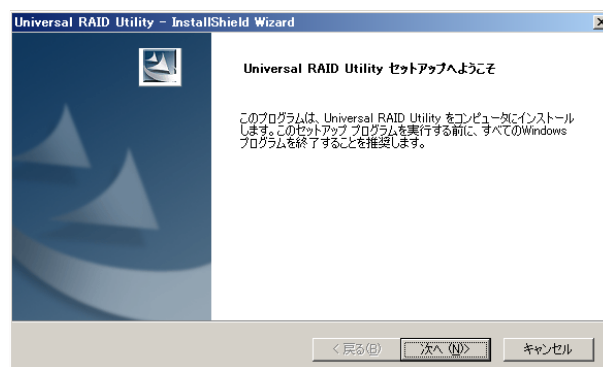 Universal RAID Utility - InstallShield Wizard
Universal RAID Utility セットアップへようこそ
このプログラムは、Universal RAID Utility をコンピュータにインストール
します。このセットアップ プログラムを実行する前に、すべてのWindows
プログラムを終了することを推奨します。
< 戻る(B)
次へ (N)>
キャンセル